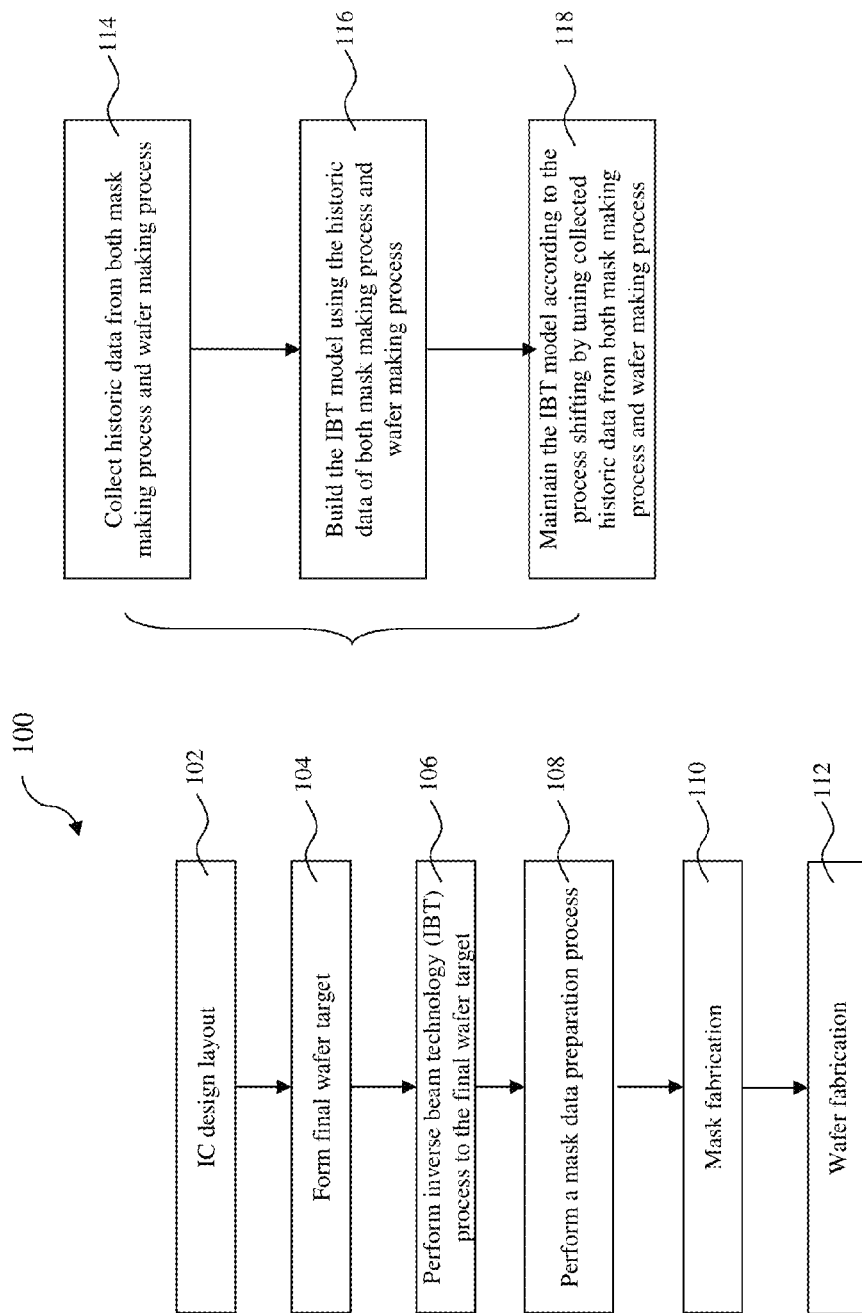 100
IC design layout
102
Form final wafer target
104
Perform inverse beam technology (IBT)
process to the final wafer target
106
Perform a mask data preparation process
108
Mask fabrication
110
Wafer fabrication
112
Collect historic data from both mask
making process and wafer making process
114
Build the IBT model using the historic
data of both mask making process and
wafer making process
116
Maintain the IBT model according to the
process shifting by tuning collected
historic data from both mask making
process and wafer making process
118